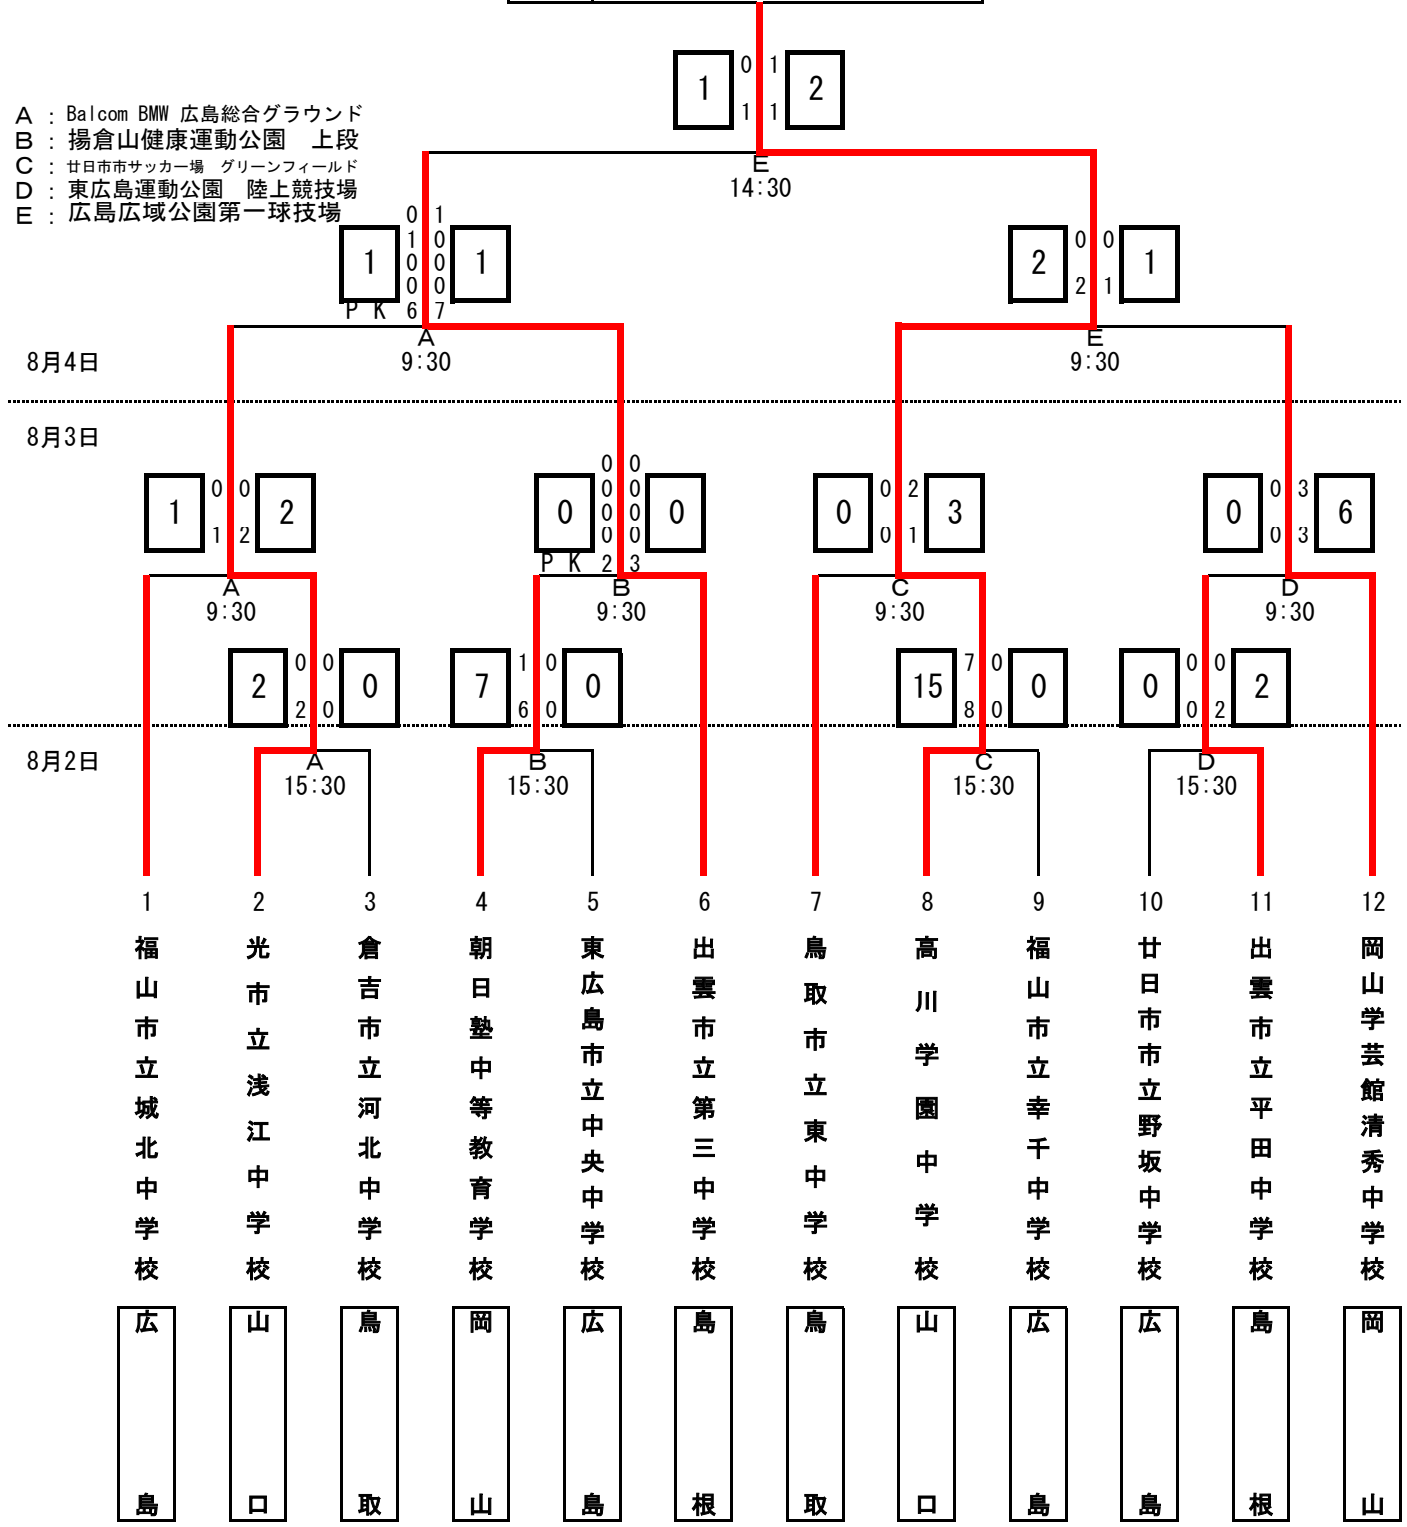 1 0 1 2
1 1
A : Balcom BMW 広島総合グラウンド
B : 揚倉山健康運動公園 上段
C : 廿日市市サッカー場 グリーンフィールド
D : 東広島運動公園 陸上競技場
E : 広島広域公園第一球技場
E
14:30
0 1
1 1 0 1
0 0
0 0
PK 6 7
2 0 0 1
2 1
A
9:30
E
9:30
8月4日
8月3日
1 0 0 2
1 2
0 0
0 0 0 0
0 0
0 0
PK 2 3
0 0 2 3
0 1
0 0 3 6
0 3
A
9:30
B
9:30
C
9:30
D
9:30
2 0 0 0
2 0
7 1 0 0
6 0
15 7 0 0
8 0
0 0 0 2
0 2
8月2日
A
15:30
B
15:30
C
15:30
D
15:30
1
福山市立城北中学校
広島
2
光市立浅江中学校
山口
3
倉吉市立河北中学校
鳥取
4
朝日塾中等教育学校
岡山
5
東広島市立中央中学校
広島
6
出雲市立第三中学校
島根
7
鳥取市立東中学校
鳥取
8
高川学園中学校
山口
9
福山市立幸千中学校
広島
10
廿日市市立野坂中学校
広島
11
出雲市立平田中学校
島根
12
岡山学芸館清秀中学校
岡山